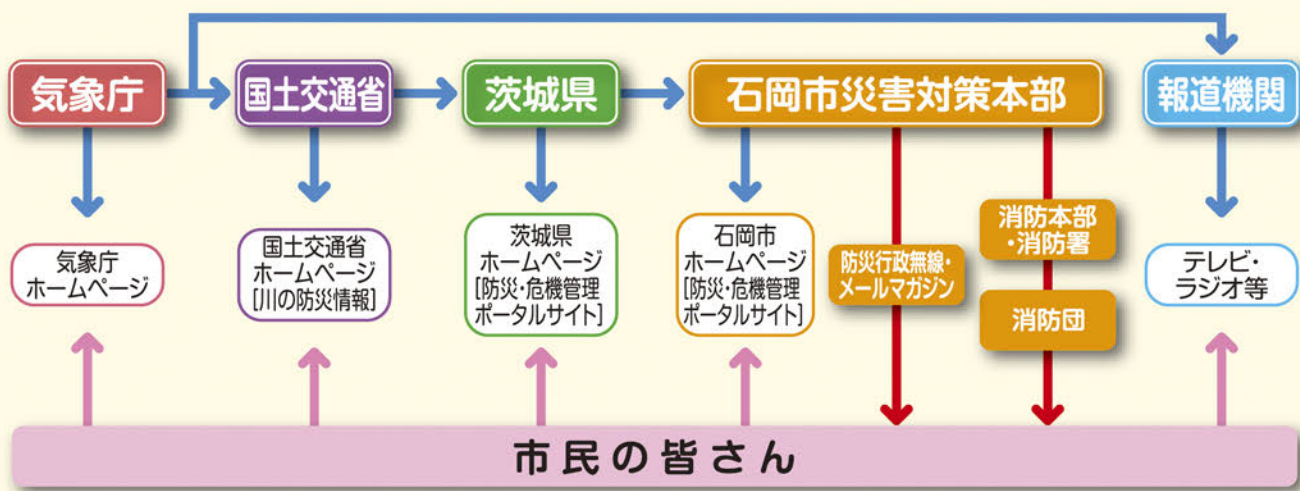 気象庁
国土交通省
茨城県
石岡市災害対策本部
報道機関
気象庁
ホームページ
国土交通省
ホームページ
[川の防災情報]
茨城県
ホームページ
[防災・危機管理
ポータルサイト]
石岡市
ホームページ
[防災・危機管理
ポータルサイト]
防災行政無線・
メールマガジン
消防本部
・消防署
消防団
テレビ・
ラジオ等
市民の皆さん